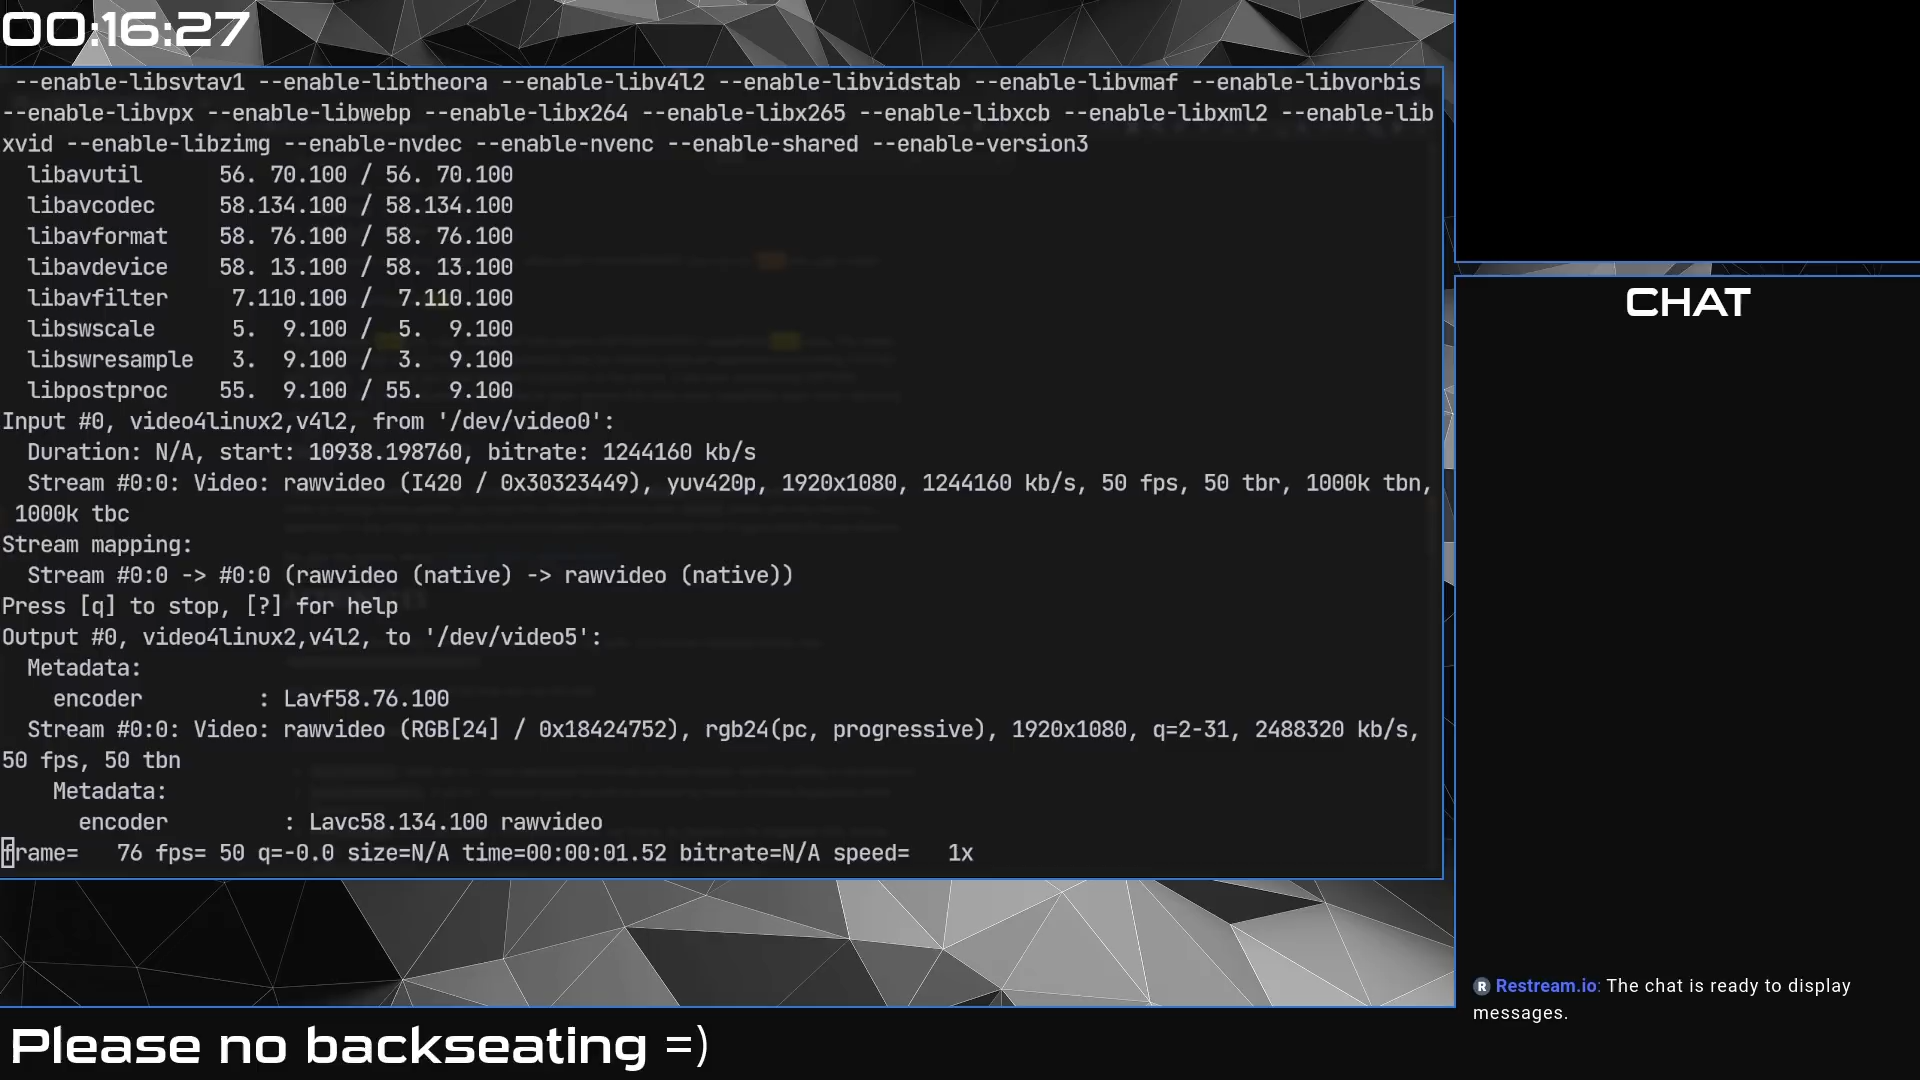 00:16:27
--enable-libsvtav1 --enable-libtheora --enable-libv4l2 --enable-libvidstab --enable-libvmaf --enable-libvorbis
--enable-libvpx --enable-libwebp --enable-libx264 --enable-libx265 --enable-libxcb --enable-libxml2 --enable-lib
xvid --enable-libzimg --enable-nvdec --enable-nvenc --enable-shared --enable-version3
libavutil 56. 70.100 / 56. 70.100
libavcodec 58.134.100 / 58.134.100
libavformat 58. 76.100 / 58. 76.100
libavdevice 58. 13.100 / 58. 13.100
libavfilter 7.110.100 / 7.110.100
libswscale 5. 9.100 / 5. 9.100
libswresample 3. 9.100 / 3. 9.100
libpostproc 55. 9.100 / 55. 9.100
Input #0, video4linux2,v4l2, from '/dev/video0':
Duration: N/A, start: 10938.198760, bitrate: 1244160 kb/s
Stream #0:0: Video: rawvideo (I420 / 0x30323449), yuv420p, 1920x1080, 1244160 kb/s, 50 fps, 50 tbr, 1000k tbn,
1000k tbc
Stream mapping:
Stream #0:0 -> #0:0 (rawvideo (native) -> rawvideo (native))
Press [q] to stop, [?] for help
Output #0, video4linux2,v4l2, to '/dev/video5':
Metadata:
encoder : Lavf58.76.100
Stream #0:0: Video: rawvideo (RGB[24] / 0x18424752), rgb24(pc, progressive), 1920x1080, q=2-31, 2488320 kb/s,
50 fps, 50 tbn
Metadata:
encoder : Lavc58.134.100 rawvideo
frame= 76 fps= 50 q=-0.0 size=N/A time=00:00:01.52 bitrate=N/A speed= 1x
CHAT
R Restream.io: The chat is ready to display
messages.
Please no backseating =)